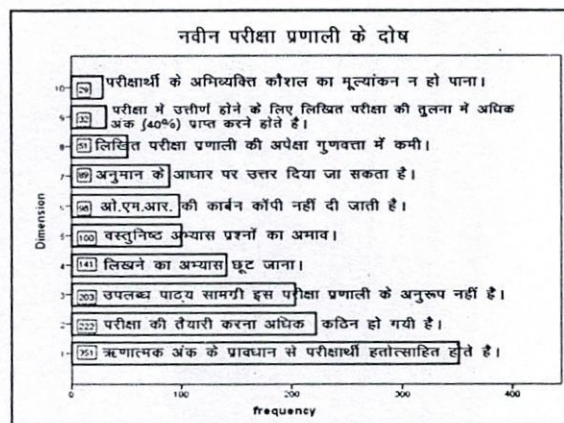 नवीन परीक्षा प्रणाली के दोष
10 29 परीक्षार्थी के अभिव्यक्ति कौशल का मूल्यांकन न हो पाना।
9 32 परीक्षा में उत्तीर्ण होने के लिए लिखित परीक्षा की तुलना में अधिक
अंक (40%) प्राप्त करने होते है।
8 51 लिखित परीक्षा प्रणाली की अपेक्षा गुणवत्ता में कमी।
7 89 अनुमान के आधार पर उत्तर दिया जा सकता है।
6 98 ओ.एम.आर. की कार्बन कॉपी नहीं दी जाती है।
5 100 वस्तुनिष्ठ अभ्यास प्रश्नों का अभाव।
4 141 लिखने का अभ्यास छूट जाना।
3 203 उपलब्ध पाठ्य सामग्री इस परीक्षा प्रणाली के अनुरूप नहीं है।
2 222 परीक्षा की तैयारी करना अधिक कठिन हो गयी है।
1 351 ऋणात्मक अंक के प्रावधान से परीक्षार्थी हतोत्साहित होते है।
Dimension
0 100 200 300 400
frequency